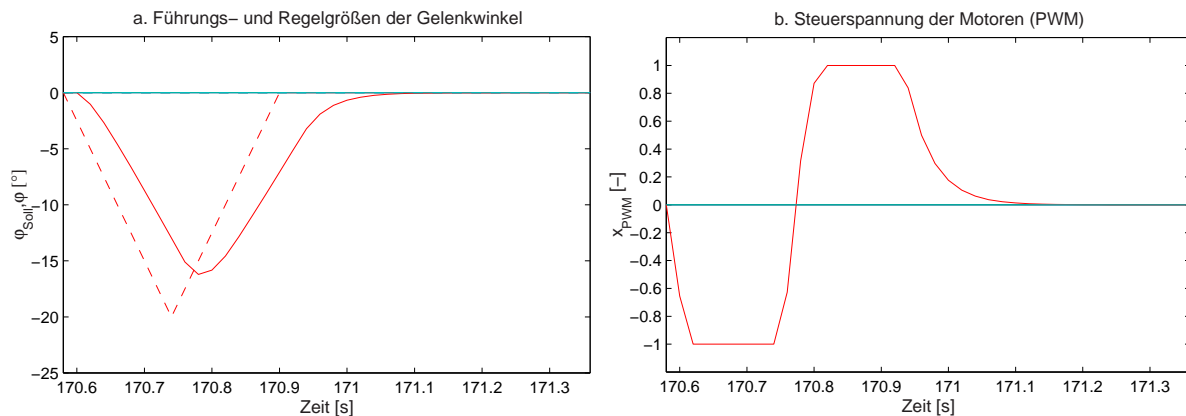 a. Führungs− und Regelgrößen der Gelenkwinkel
5
0
−5
−10
−15
−20
−25
170.6 170.7 170.8 170.9 171 171.1 171.2 171.3
Zeit [s]
φSoll,φ [°]
b. Steuerspannung der Motoren (PWM)
1
0.8
0.6
0.4
0.2
0
−0.2
−0.4
−0.6
−0.8
−1
170.6 170.7 170.8 170.9 171 171.1 171.2 171.3
Zeit [s]
xPWM [−]